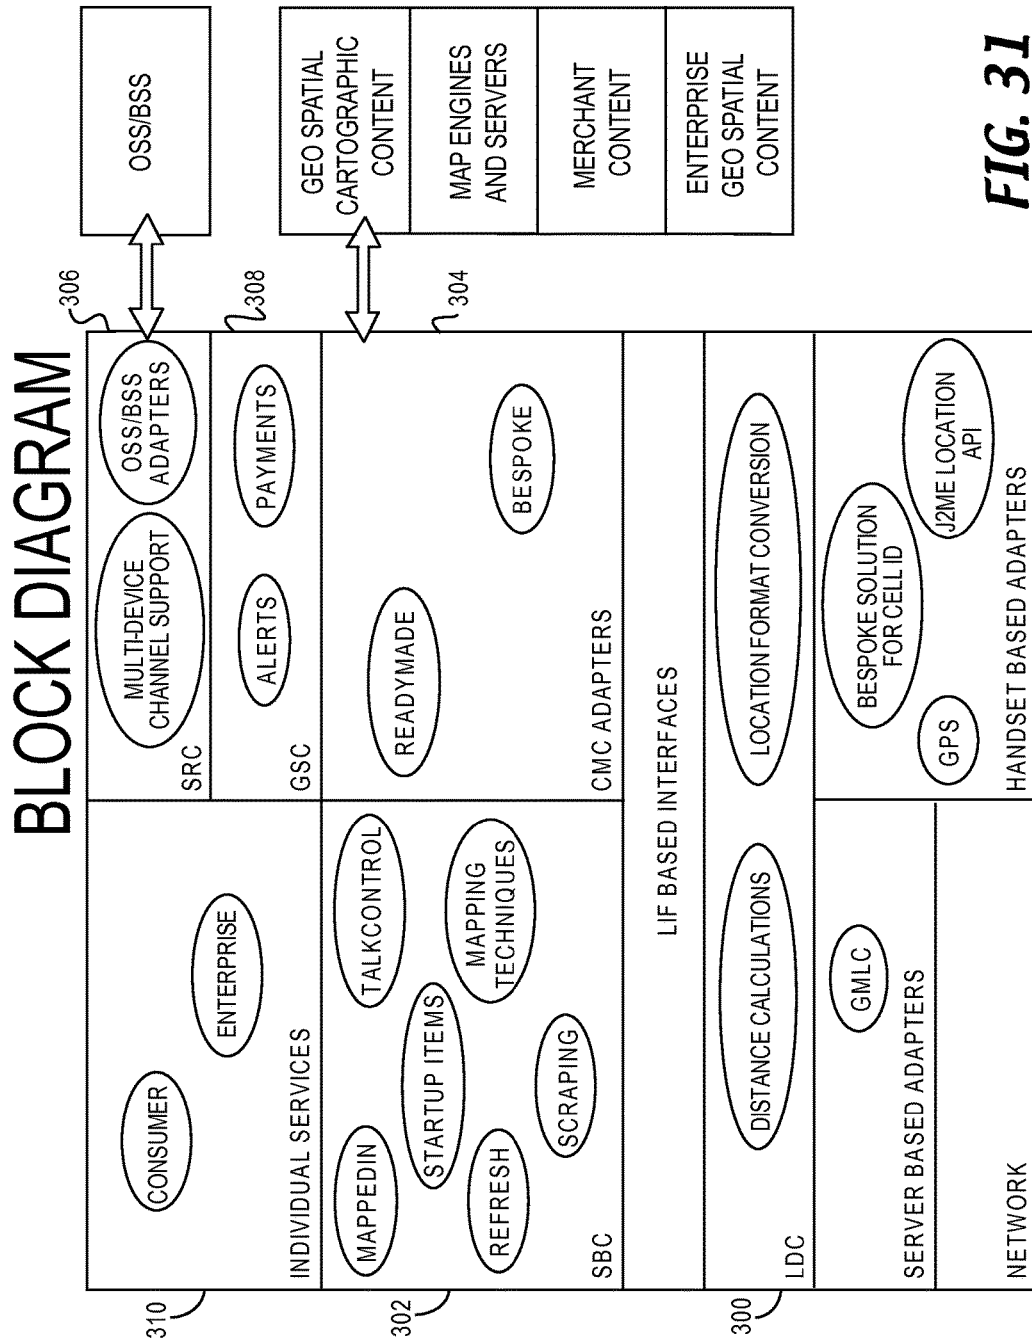 BLOCK DIAGRAM
310
CONSUMER
ENTERPRISE
INDIVIDUAL SERVICES
MULTI-DEVICE
CHANNEL SUPPORT
OSS/BSS
ADAPTERS
SRC
306
OSS/BSS
ALERTS
PAYMENTS
GSC
308
302
MAPPEDIN
STARTUP ITEMS
TALKCONTROL
REFRESH
SCRAPING
MAPPING
TECHNIQUES
SBC
READYMADE
BESPOKE
CMC ADAPTERS
304
GEO SPATIAL
CARTOGRAPHIC
CONTENT
MAP ENGINES
AND SERVERS
MERCHANT
CONTENT
ENTERPRISE
GEO SPATIAL
CONTENT
LIF BASED INTERFACES
300
DISTANCE CALCULATIONS
LOCATION FORMAT CONVERSION
LDC
GMLC
SERVER BASED ADAPTERS
NETWORK
GPS
BESPOKE SOLUTION
FOR CELL ID
J2ME LOCATION
API
HANDSET BASED ADAPTERS
FIG. 31